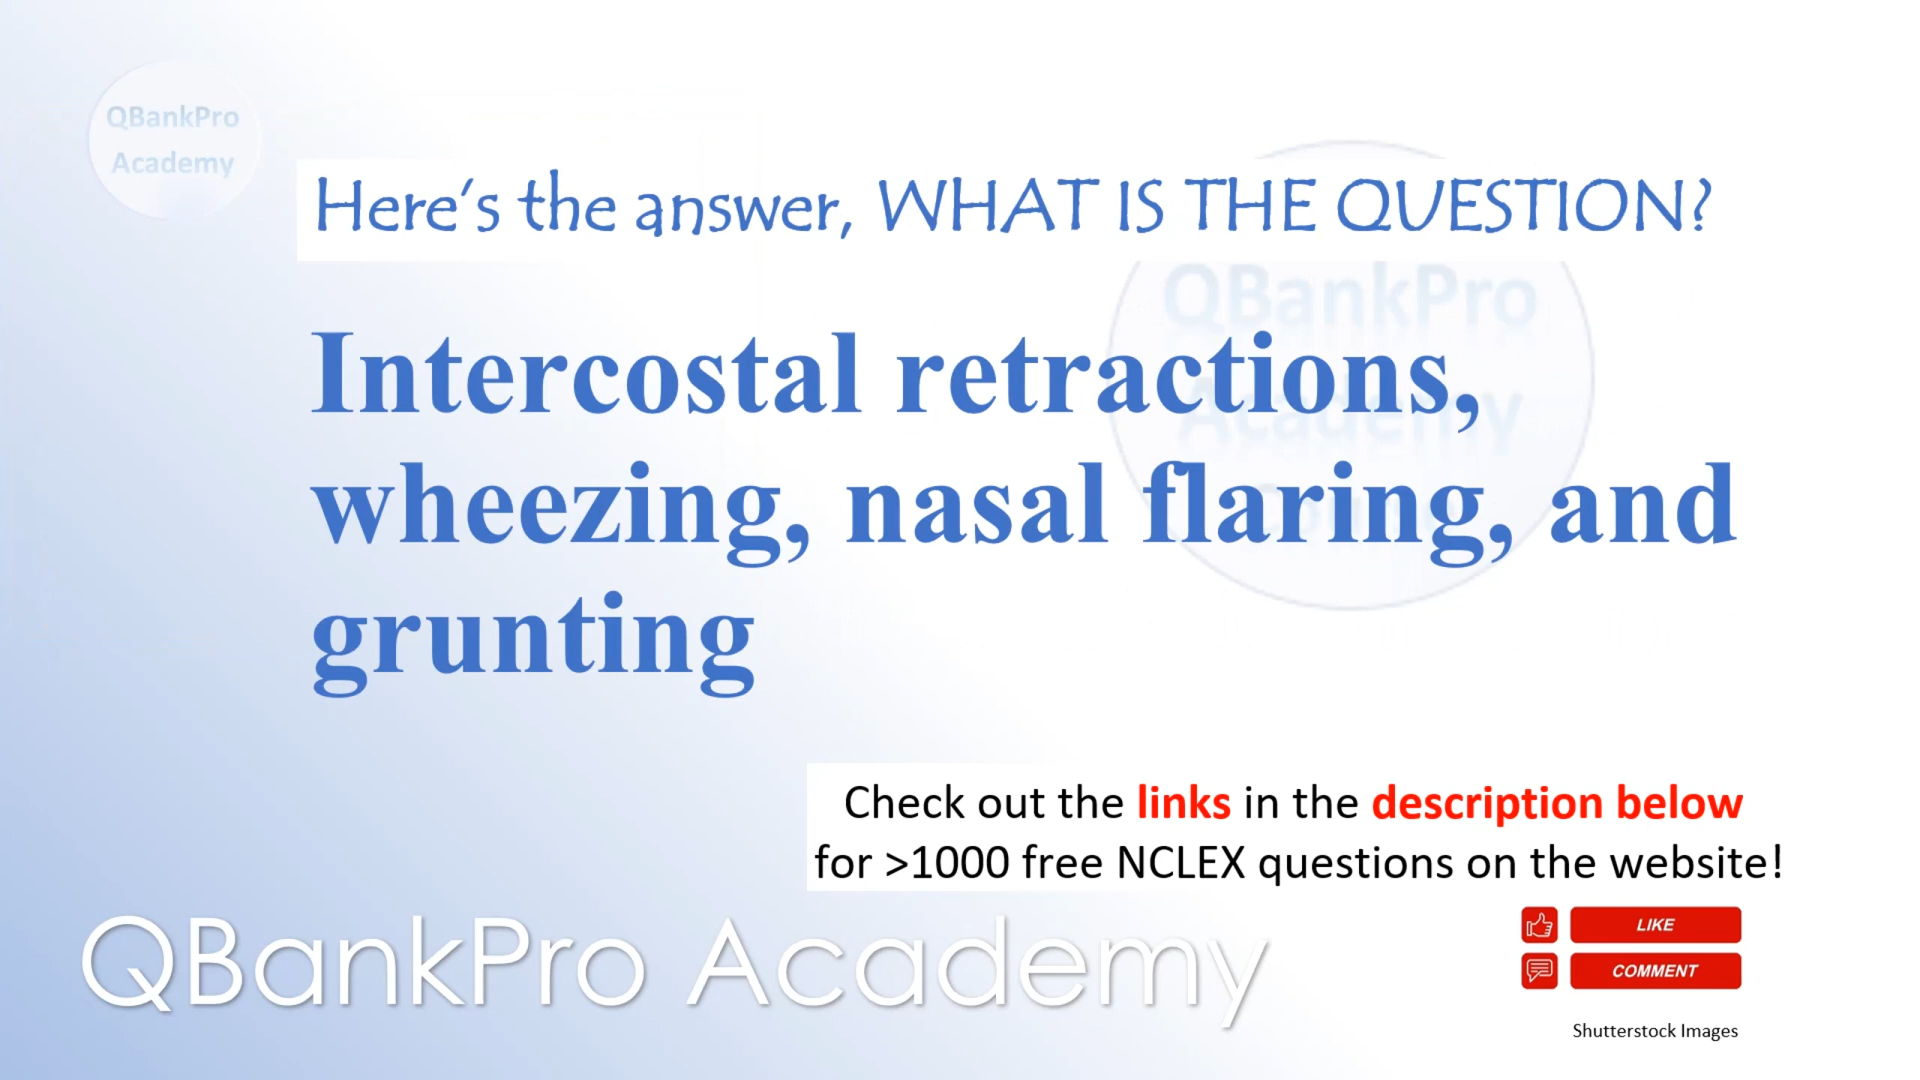 QBankPro
Academy
Here's the answer, WHAT IS THE QUESTION?
QBankPro
Academy
Intercostal retractions,
wheezing, nasal flaring, and
grunting
Check out the links in the description below
for >1000 free NCLEX questions on the website!
QBankPro Academy
LIKE
COMMENT
Shutterstock Images